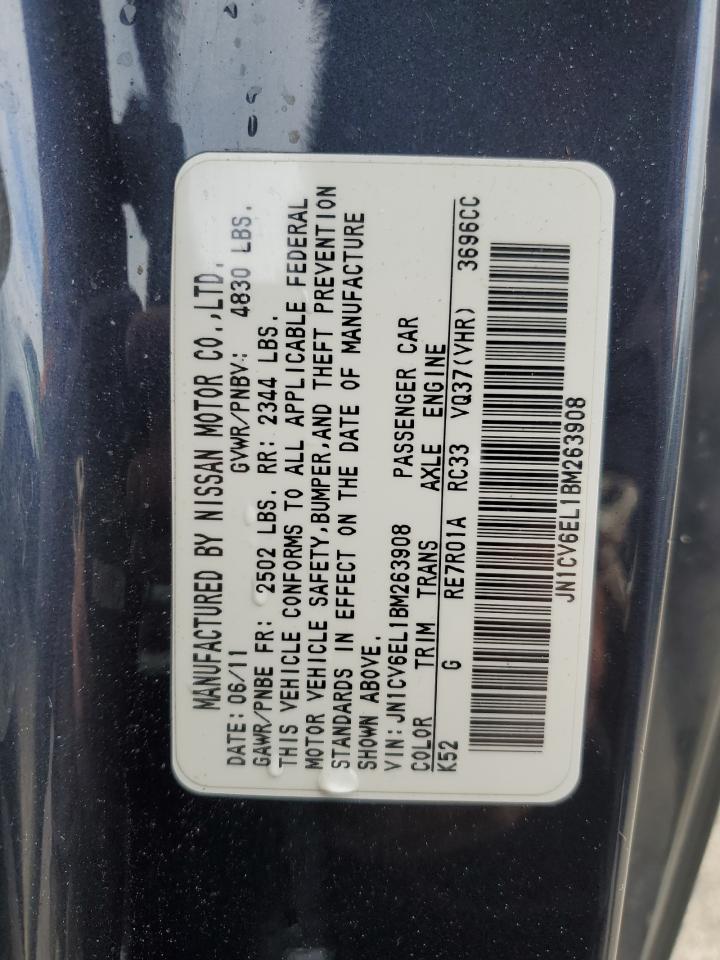 MANUFACTURED BY NISSAN MOTOR CO.,LTD.
DATE: 06/11 GVWR/PNBV: 4830 LBS.
GAWR/PNBE FR: 2502 LBS. RR: 2344 LBS.
THIS VEHICLE CONFORMS TO ALL APPLICABLE FEDERAL
MOTOR VEHICLE SAFETY,BUMPER,AND THEFT PREVENTION
STANDARDS IN EFFECT ON THE DATE OF MANUFACTURE
SHOWN ABOVE.
VIN:JN1CV6EL1BM263908 PASSENGER CAR
COLOR TRIM TRANS AXLE ENGINE
K52 G RE7R01A RC33 VQ37(VHR) 3696CC
JN1CV6EL1BM263908